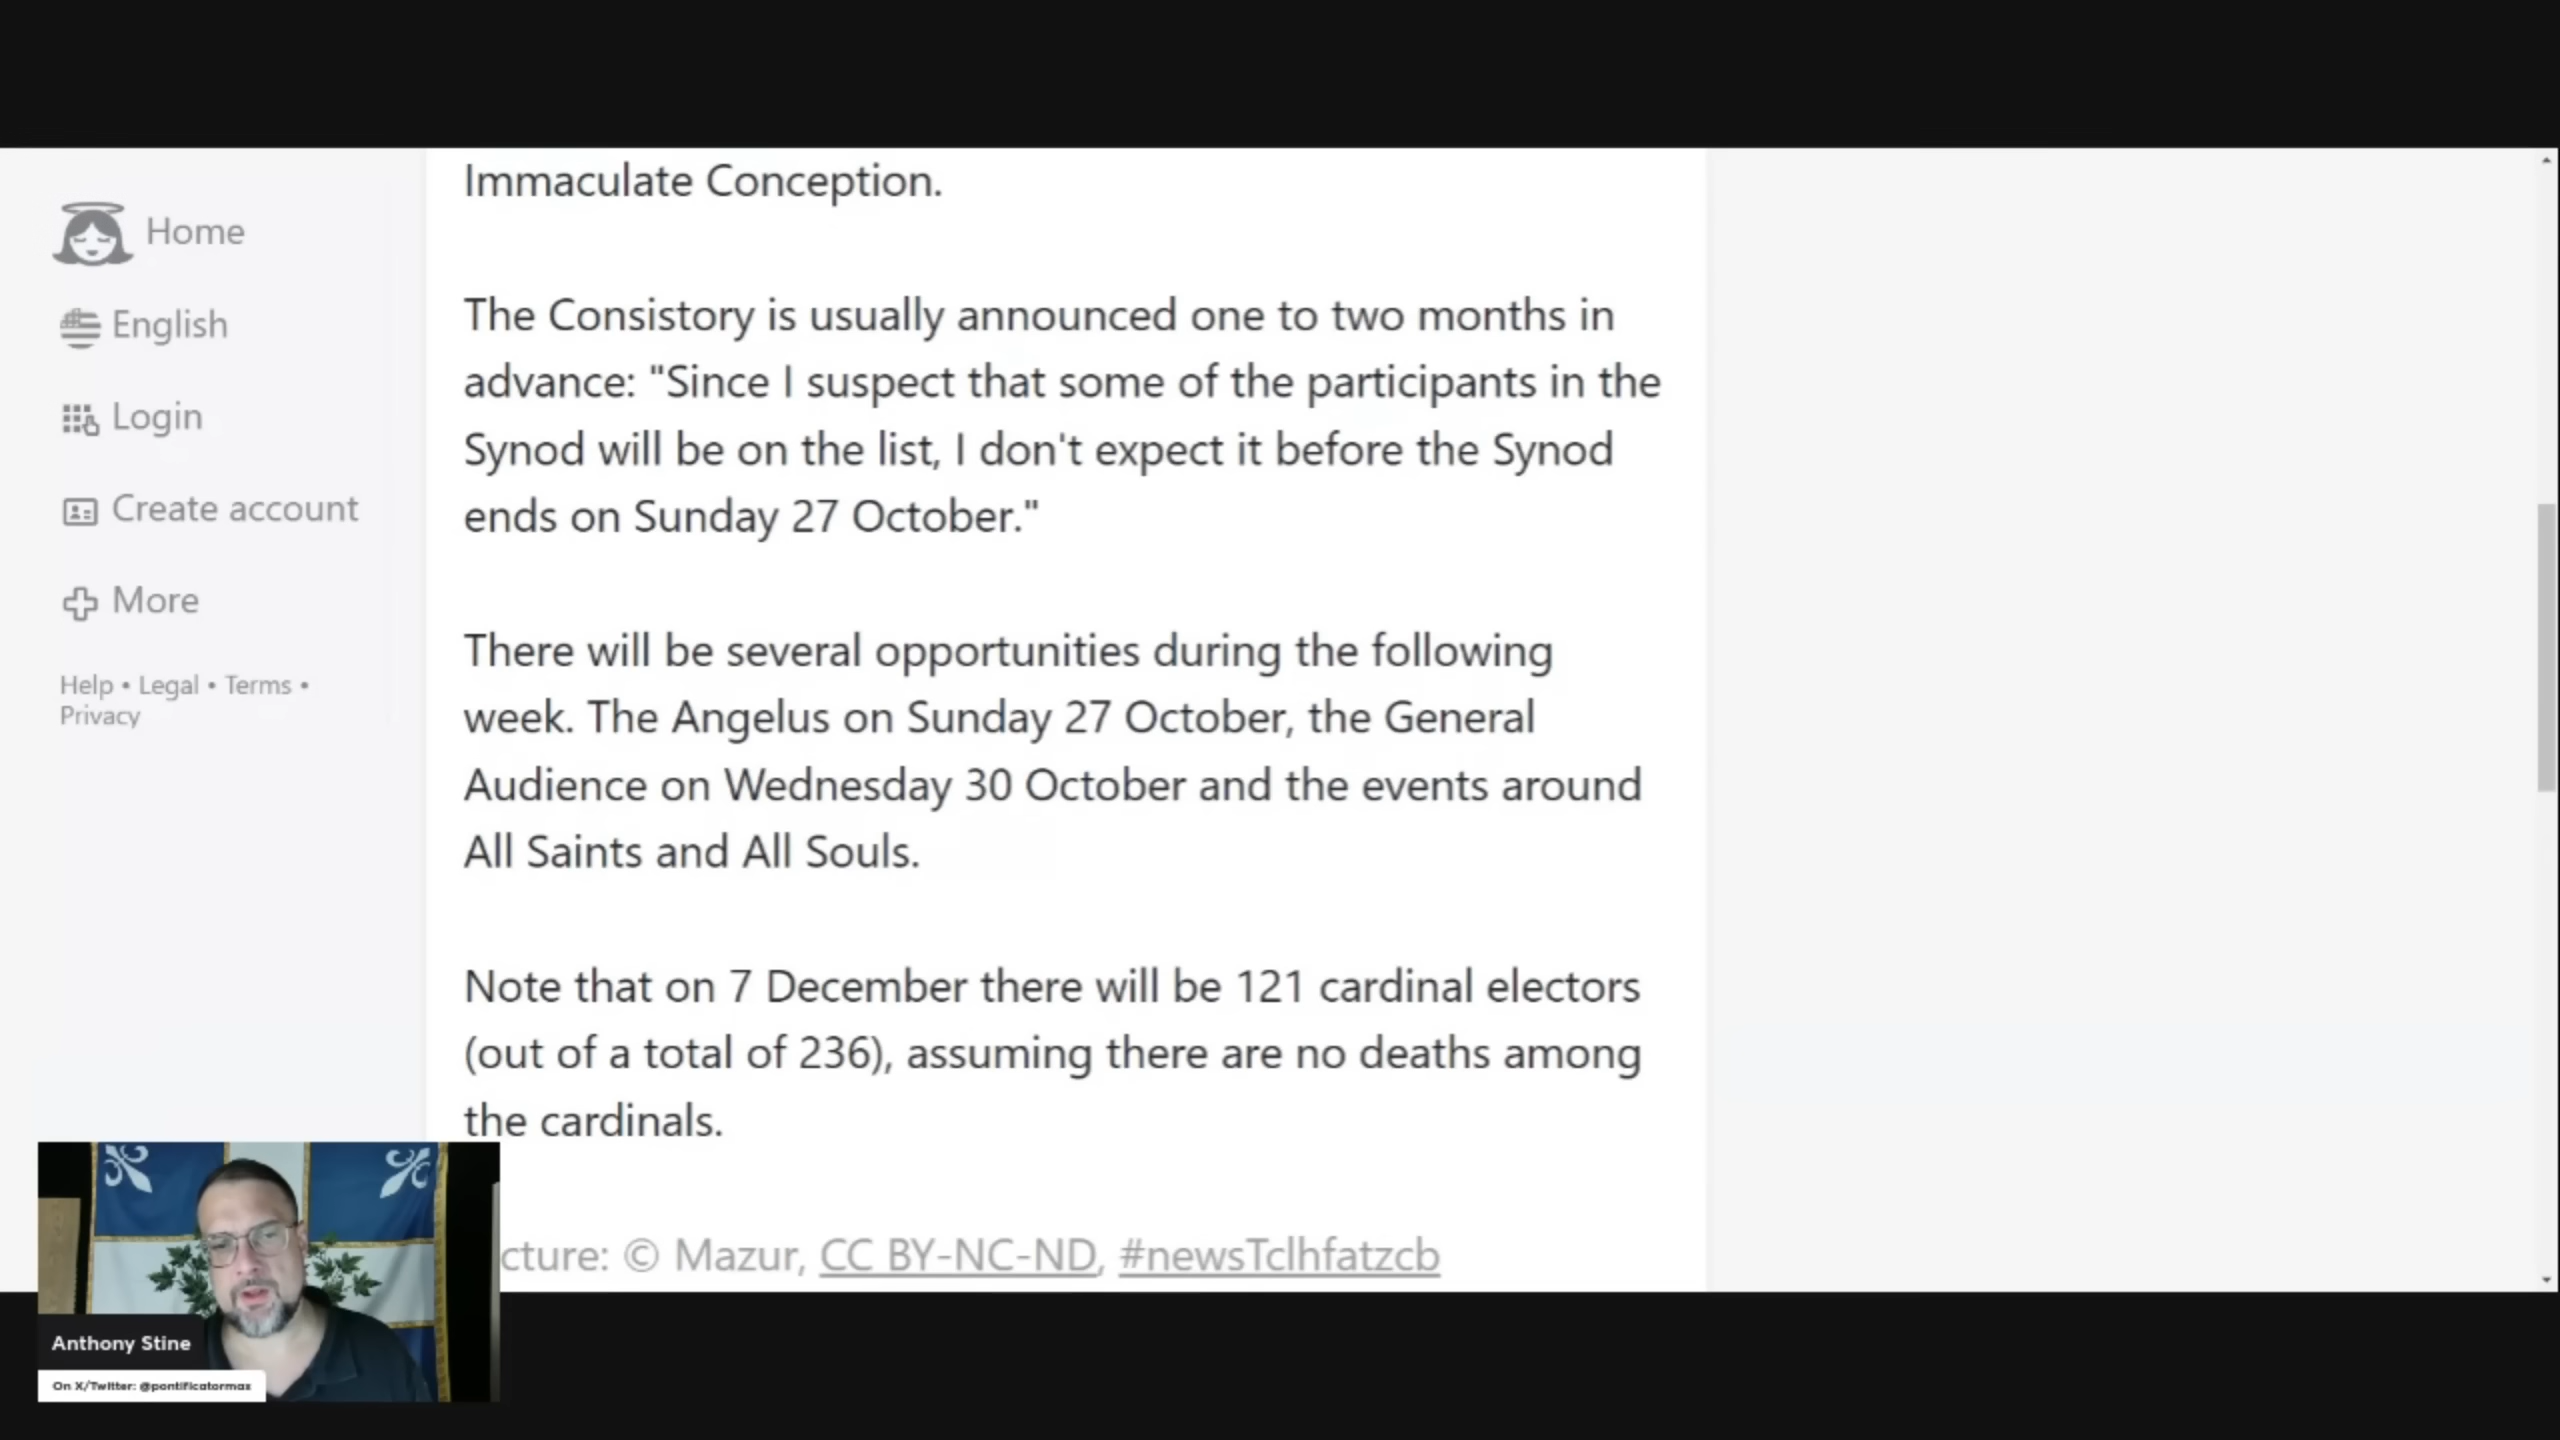 Home
English
Login
Create account
More
Help • Legal • Terms •
Privacy
Immaculate Conception.
The Consistory is usually announced one to two months in
advance: "Since I suspect that some of the participants in the
Synod will be on the list, I don't expect it before the Synod
ends on Sunday 27 October."
There will be several opportunities during the following
week. The Angelus on Sunday 27 October, the General
Audience on Wednesday 30 October and the events around
All Saints and All Souls.
Note that on 7 December there will be 121 cardinal electors
(out of a total of 236), assuming there are no deaths among
the cardinals.
cture: © Mazur, CC BY-NC-ND, #newsTclhfatzcb
Anthony Stine
On X/Twitter: @pontificatormax